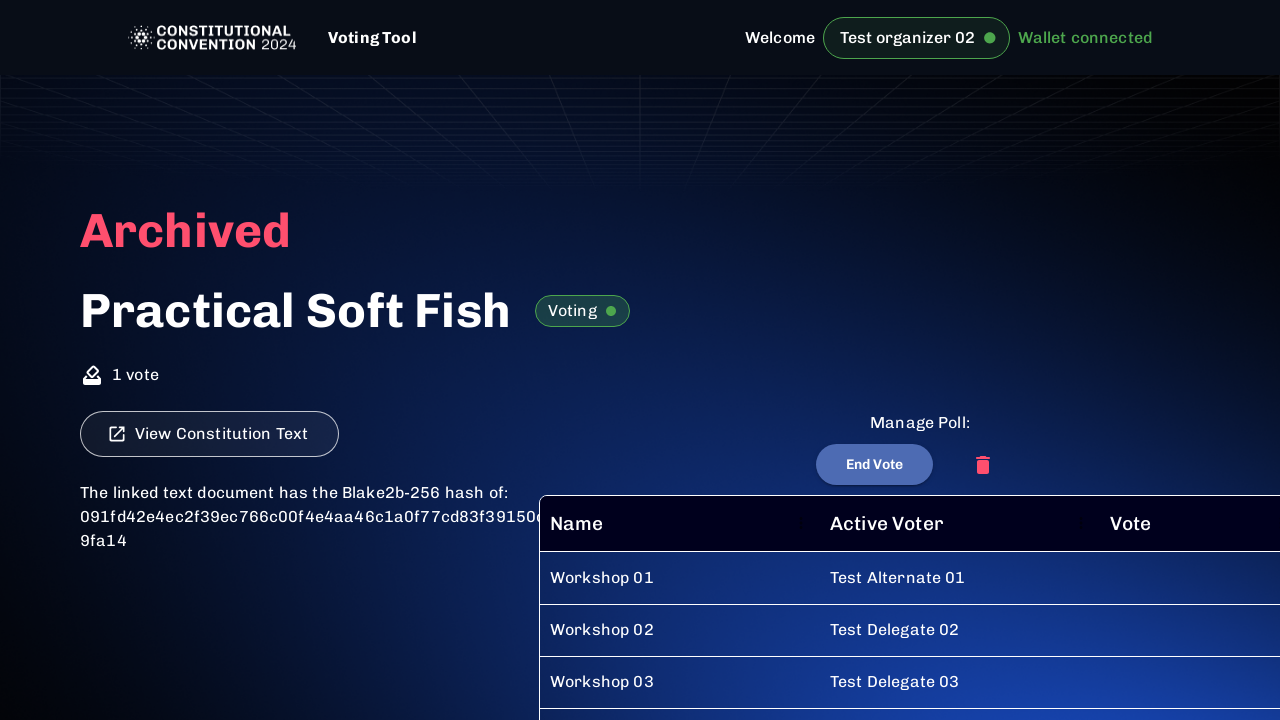 CONSTITUTIONAL
CONVENTION 2024
Voting Tool
Welcome
Test organizer 02
Wallet connected
Archived
Practical Soft Fish
Voting
1 vote
View Constitution Text
Manage Poll:
End Vote
The linked text document has the Blake2b-256 hash of:
091fd42e4ec2f39ec766c00f4e4aa46c1a0f77cd83f39150
9fa14
Name Active Voter Vote
Workshop 01 Test Alternate 01
Workshop 02 Test Delegate 02
Workshop 03 Test Delegate 03